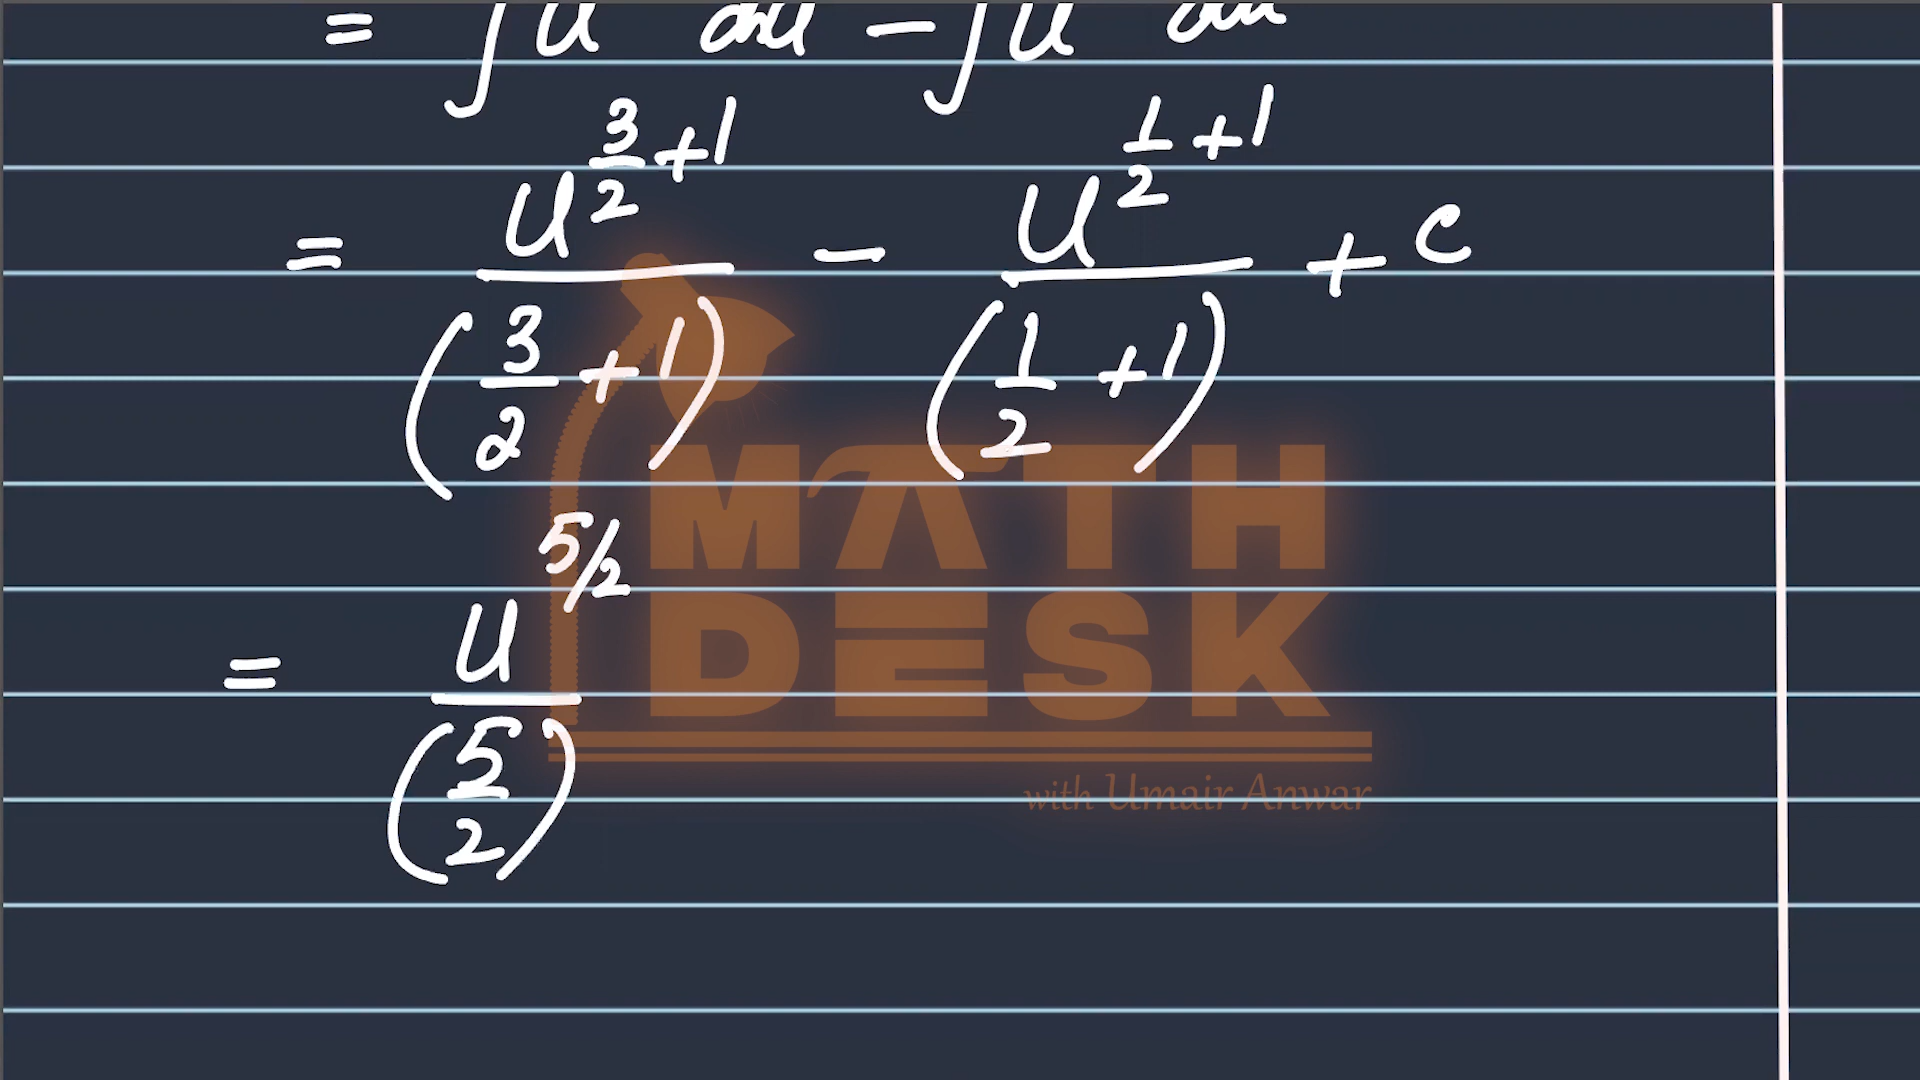 = ∫u du − ∫u du
= u^(3/2 +1) / (3/2 +1) − u^(1/2 +1) / (1/2 +1) + c
= u^(5/2) / (5/2)
MATH
DESK
with Umair Anwar